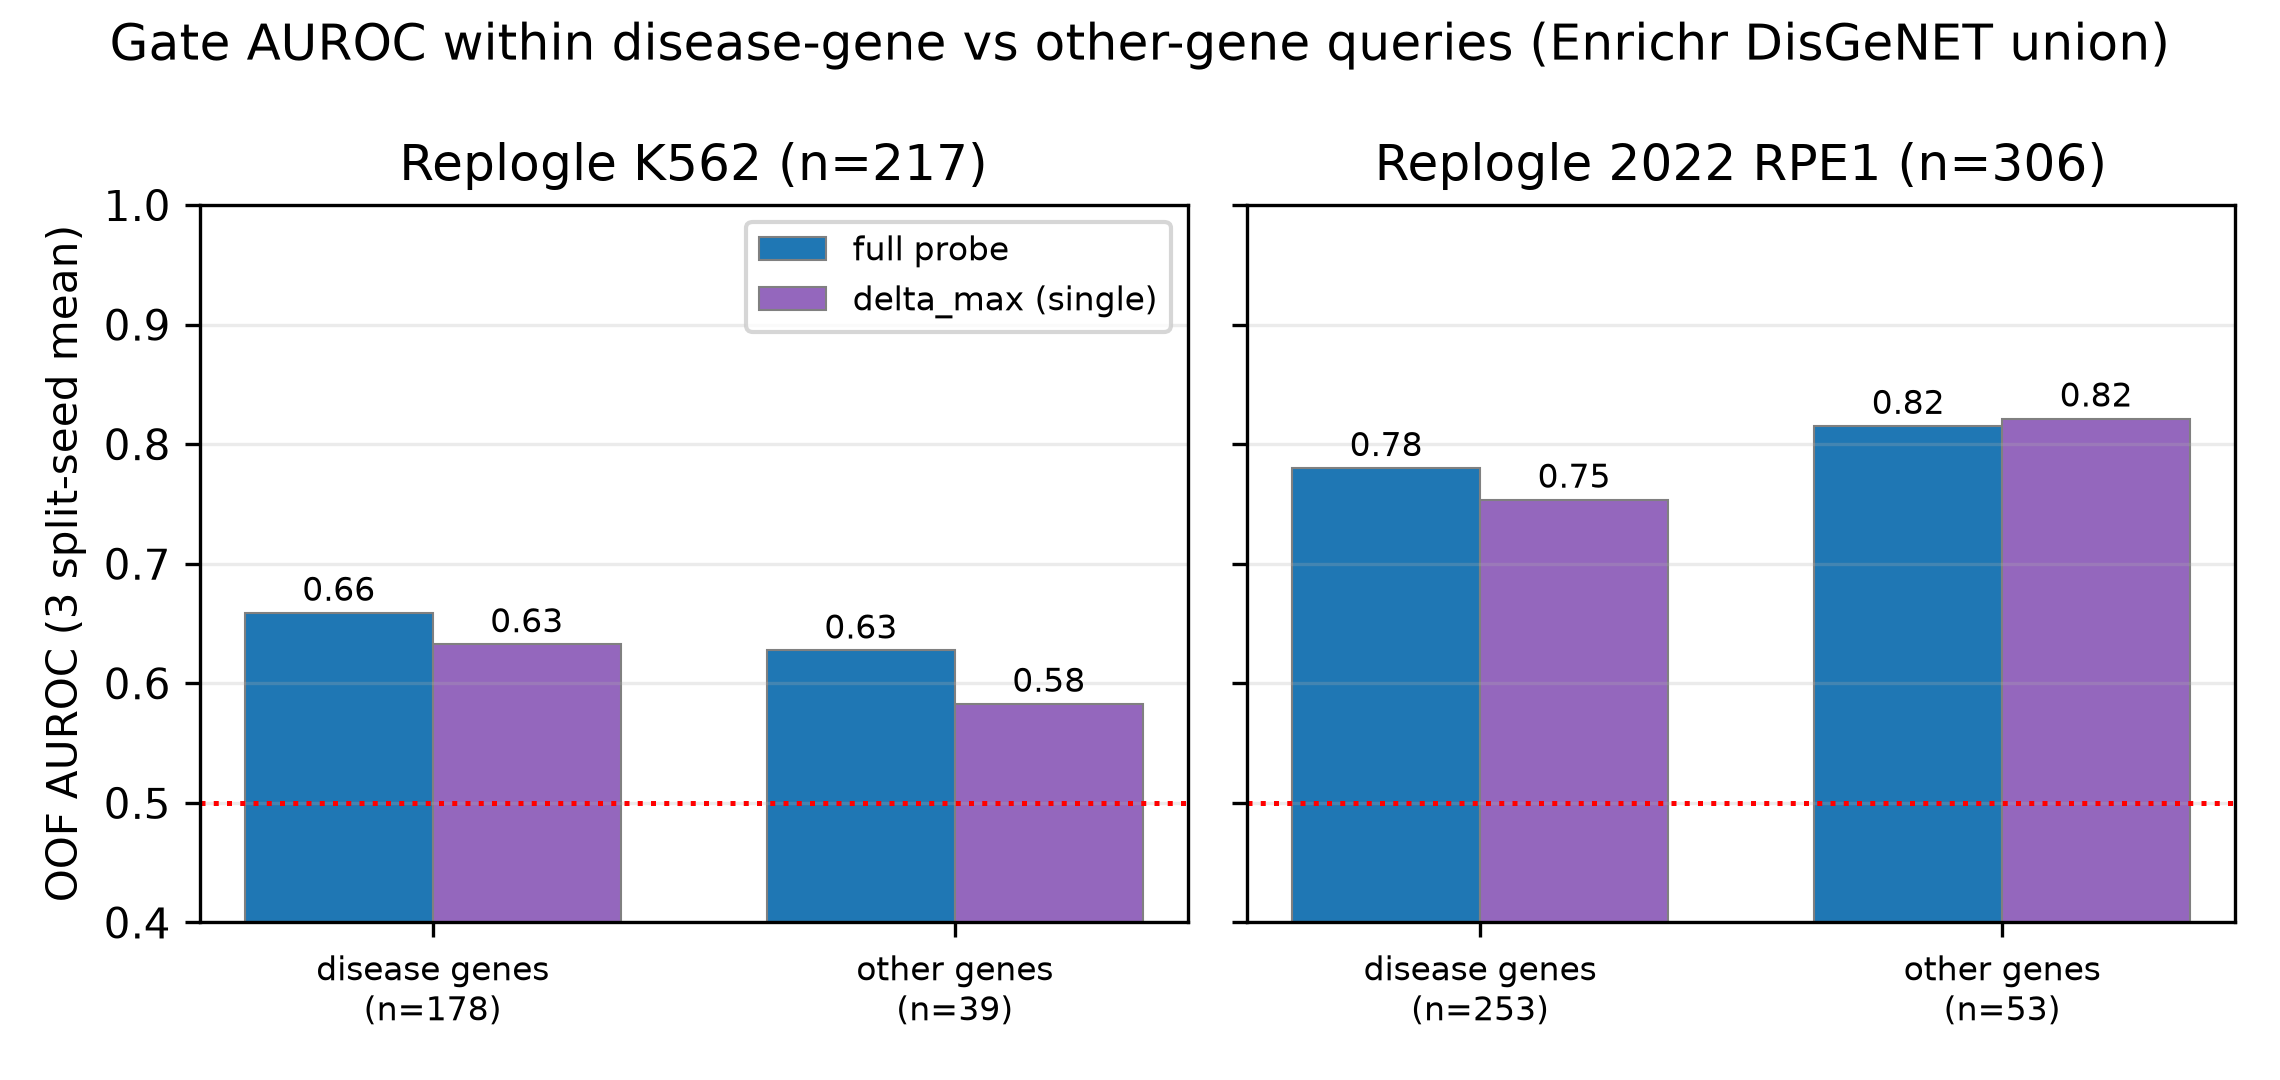 Gate AUROC within disease-gene vs other-gene queries (Enrichr DisGeNET union)
Replogle K562 (n=217)
OOF AUROC (3 split-seed mean)
1.0
0.9
0.8
0.7
0.6
0.5
0.4
full probe
delta_max (single)
0.66
0.63
0.63
0.58
disease genes
(n=178)
other genes
(n=39)
Replogle 2022 RPE1 (n=306)
0.78
0.75
0.82
0.82
disease genes
(n=253)
other genes
(n=53)